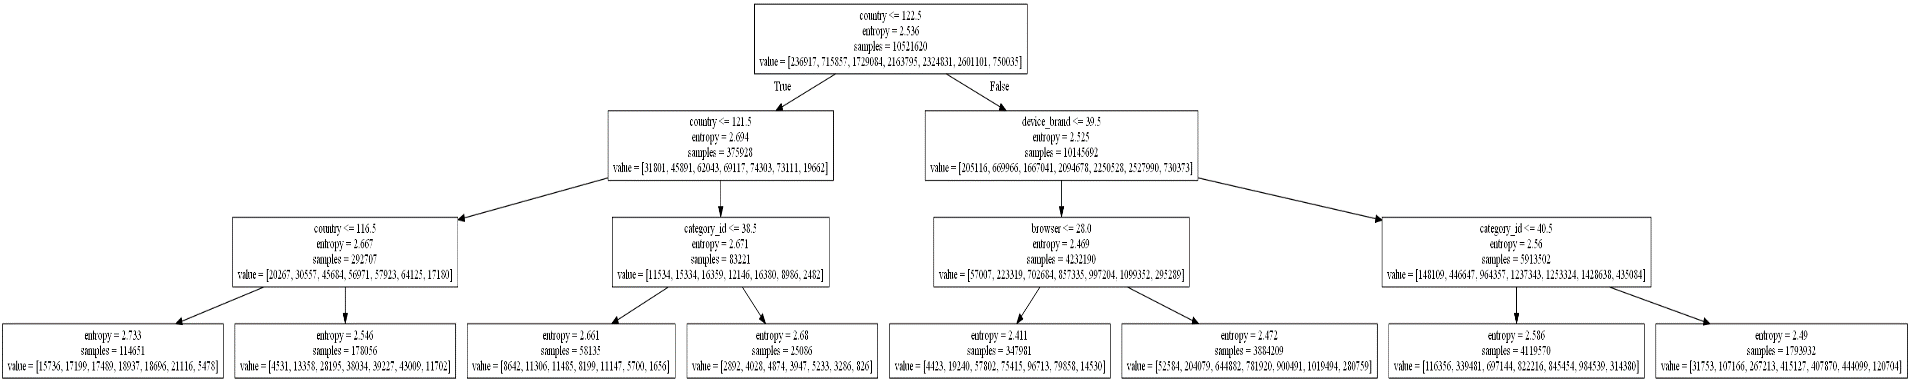 country <= 122.5
entropy = 2.536
samples = 10521620
value = [236917, 715857, 1729084, 2163795, 2324831, 2601101, 750035]
True
False
country <= 121.5
entropy = 2.694
samples = 375928
value = [31801, 45891, 62043, 69117, 74303, 73111, 19662]
device_brand <= 39.5
entropy = 2.525
samples = 10145692
value = [205116, 669966, 1667041, 2094678, 2250528, 2527990, 730373]
country <= 116.5
entropy = 2.667
samples = 292707
value = [20267, 30557, 45684, 56971, 57923, 64125, 17180]
category_id <= 38.5
entropy = 2.671
samples = 83221
value = [11534, 15334, 16359, 12146, 16380, 8986, 2482]
browser <= 28.0
entropy = 2.469
samples = 4232190
value = [57007, 223319, 702684, 857335, 997204, 1099352, 295289]
category_id <= 40.5
entropy = 2.56
samples = 5913502
value = [148109, 446647, 964357, 1237343, 1253324, 1428638, 435084]
entropy = 2.733
samples = 114651
value = [15736, 17199, 17489, 18937, 18696, 21116, 5478]
entropy = 2.546
samples = 178056
value = [4531, 13358, 28195, 38034, 39227, 43009, 11702]
entropy = 2.661
samples = 58135
value = [8642, 11306, 11485, 8199, 11147, 5700, 1656]
entropy = 2.68
samples = 25086
value = [2892, 4028, 4874, 3947, 5233, 3286, 826]
entropy = 2.411
samples = 347981
value = [4423, 19240, 57802, 75415, 96713, 79858, 14530]
entropy = 2.472
samples = 3884209
value = [52584, 204079, 644882, 781920, 900491, 1019494, 280759]
entropy = 2.586
samples = 4119570
value = [116356, 339481, 697144, 822216, 845454, 984539, 314380]
entropy = 2.49
samples = 1793932
value = [31753, 107166, 267213, 415127, 407870, 444099, 120704]